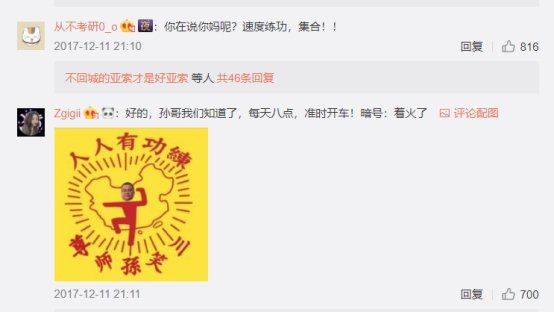 从不考研0_o：你在说你妈呢？速度练功，集合！！
2017-12-11 21:10 回复 816
不回城的亚索才是好亚索 等人 共46条回复
Zgigii：好的，孙哥我们知道了，每天八点，准时开车！暗号：着火了 评论配图
人人有功練
尊师孫笑川
2017-12-11 21:11 回复 700